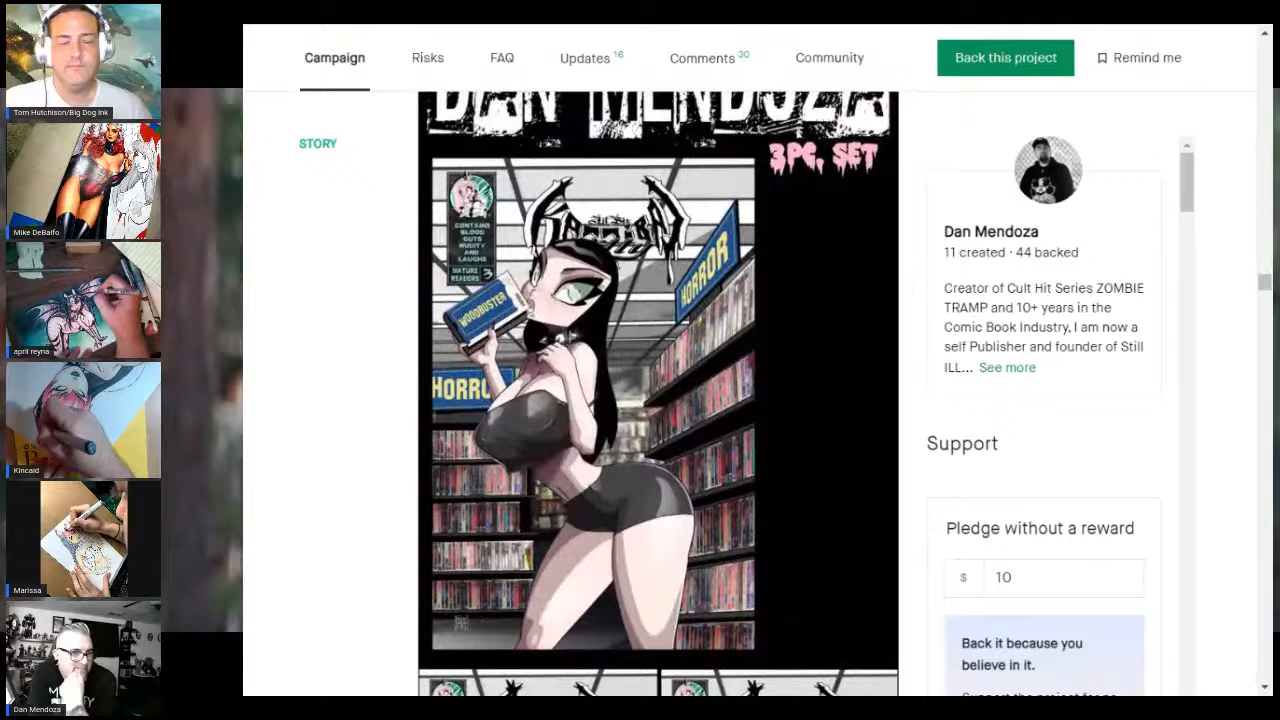 Tom Hutchison/Big Dog Ink
Mike DeBalfo
april reyna
Kincaid
Marissa
Dan Mendoza
Campaign
Risks
FAQ
Updates 16
Comments 30
Community
Back this project
Remind me
STORY
DAN MENDOZA
3PC. SET
CONTAINS
BLOOD
GUTS
NUDITY
AND
LAUGHS
MATURE
READERS
HORROR
WOODBUSTER
HORRO
Dan Mendoza
11 created · 44 backed
Creator of Cult Hit Series ZOMBIE
TRAMP and 10+ years in the
Comic Book Industry, I am now a
self Publisher and founder of Still
ILL... See more
Support
Pledge without a reward
$ 10
Back it because you
believe in it.